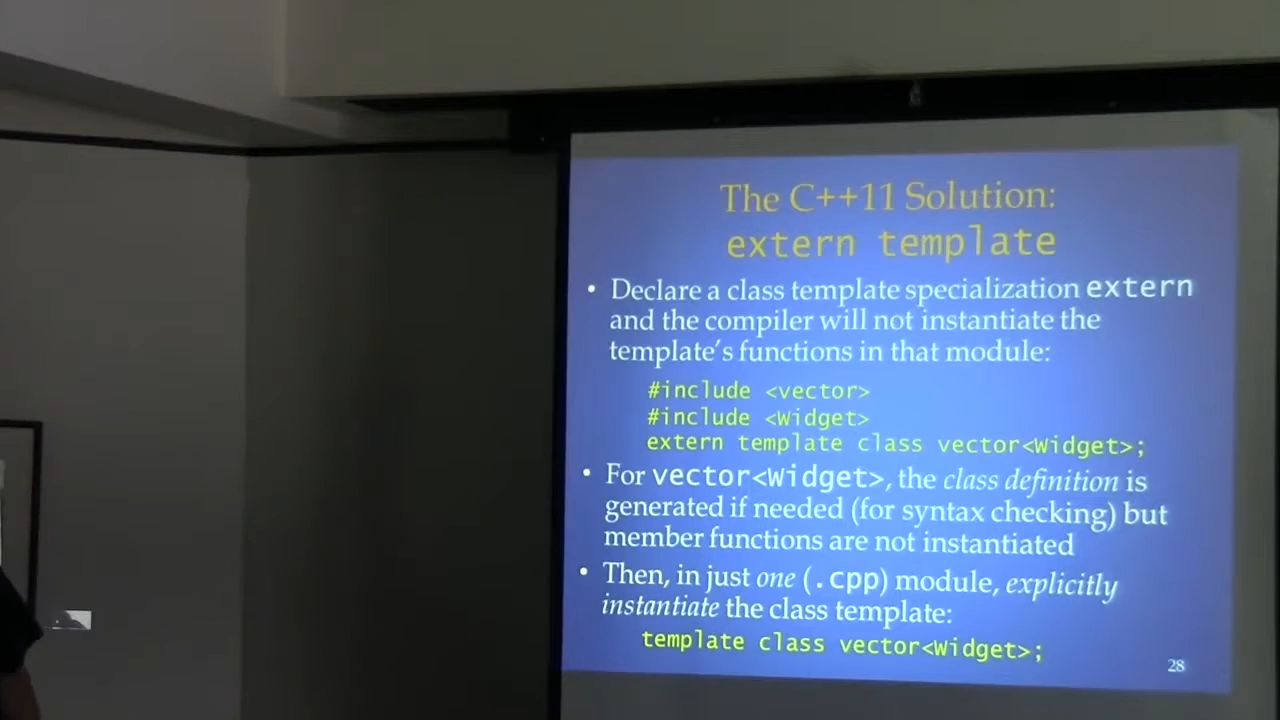 The C++11 Solution:
extern template
• Declare a class template specialization extern
and the compiler will not instantiate the
template's functions in that module:
#include <vector>
#include <Widget>
extern template class vector<Widget>;
• For vector<Widget>, the class definition is
generated if needed (for syntax checking) but
member functions are not instantiated
• Then, in just one (.cpp) module, explicitly
instantiate the class template:
template class vector<Widget>;
28